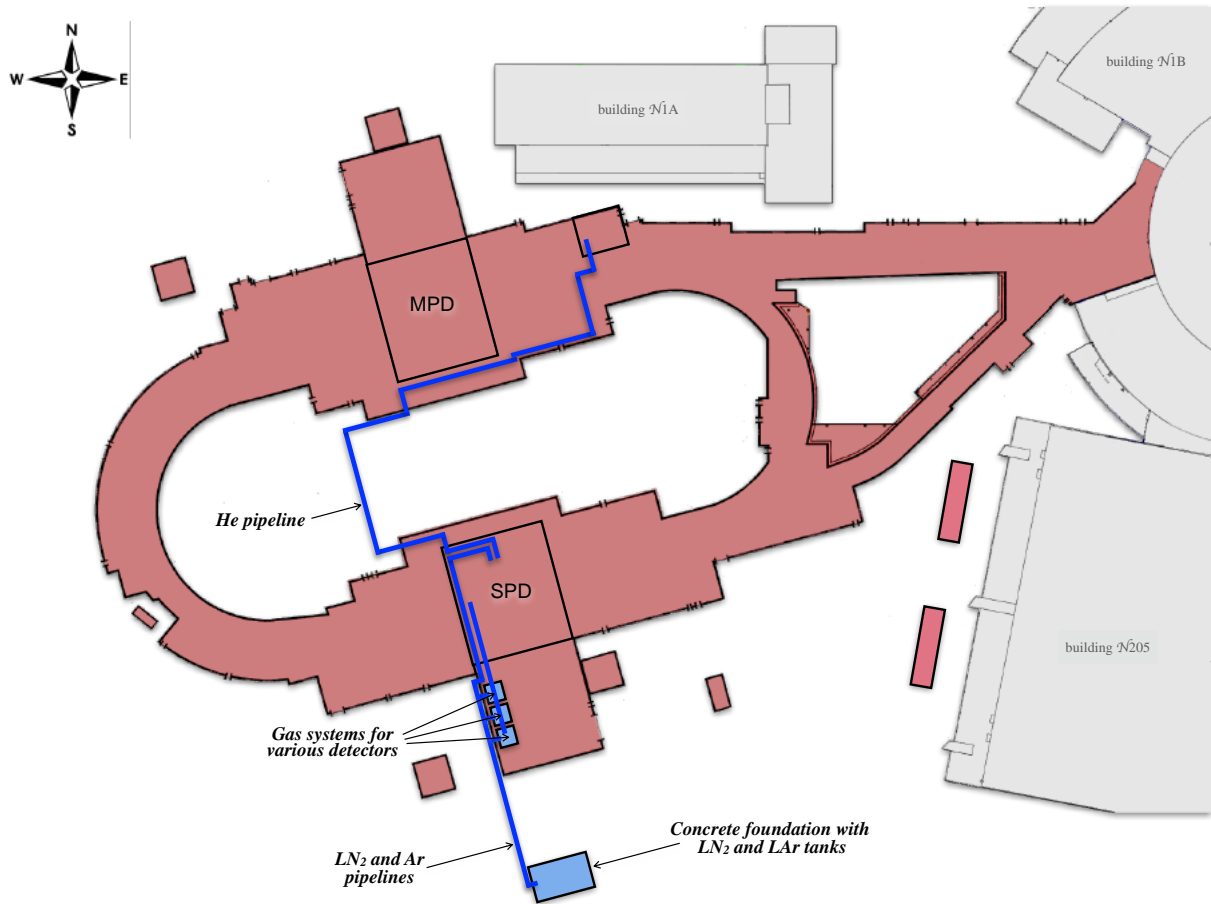 N
W E
S
building №1A
building №1B
MPD
He pipeline
SPD
building №205
Gas systems for
various detectors
Concrete foundation with
LN₂ and LAr tanks
LN₂ and Ar
pipelines